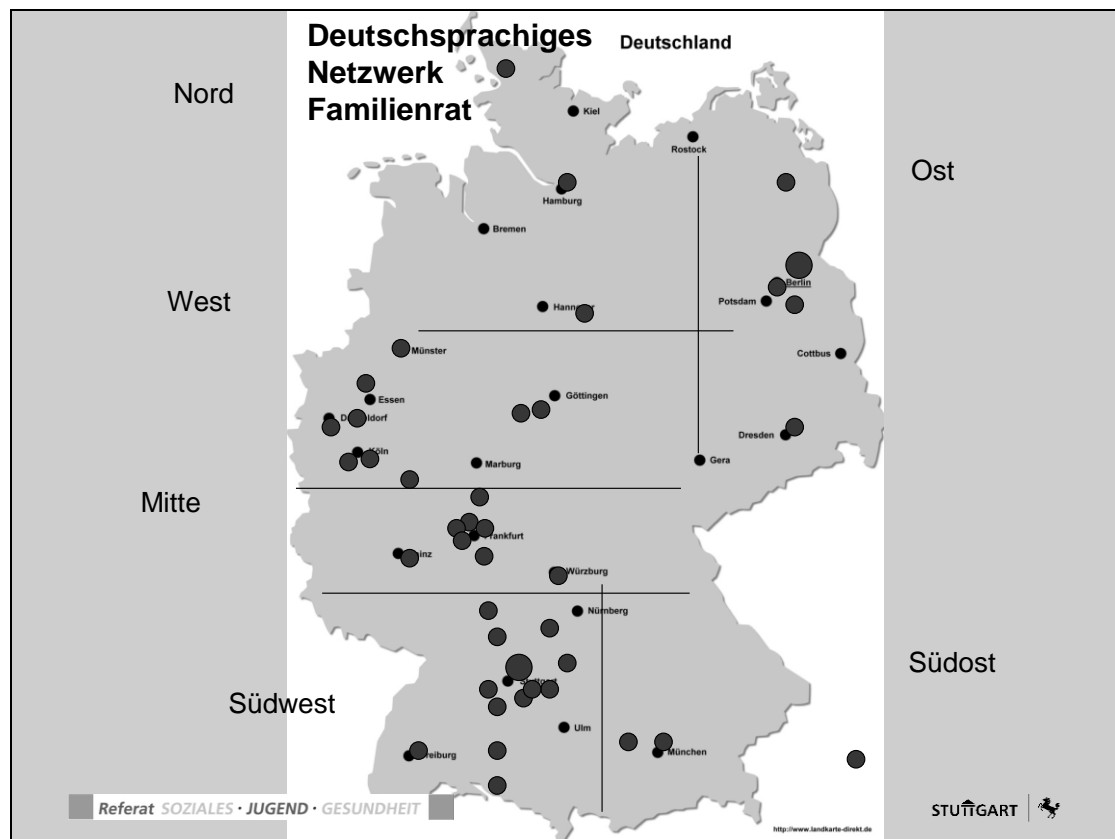 Deutschsprachiges
Netzwerk
Familienrat
Deutschland
Nord
Kiel
Rostock
Ost
Hamburg
Bremen
Berlin
West
Potsdam
Münster
Cottbus
Essen
Göttingen
Dresden
Marburg
Gera
Mitte
Würzburg
Nürnberg
Südost
Südwest
Ulm
München
Referat SOZIALES · JUGEND · GESUNDHEIT
STUTTGART
http://www.landkarte-direkt.de